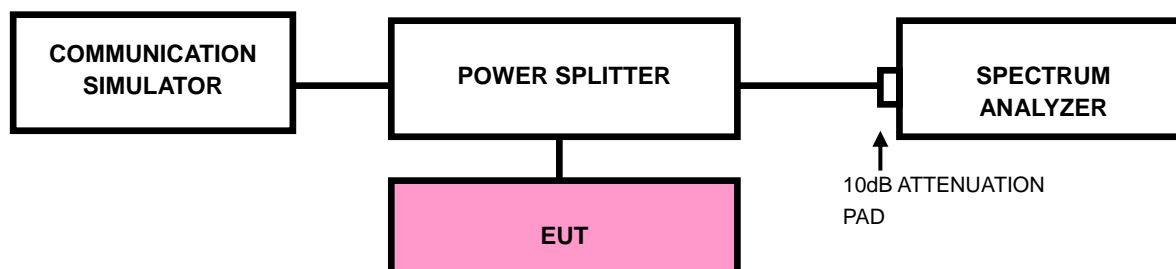 COMMUNICATION
SIMULATOR
POWER SPLITTER
SPECTRUM
ANALYZER
10dB ATTENUATION
PAD
EUT